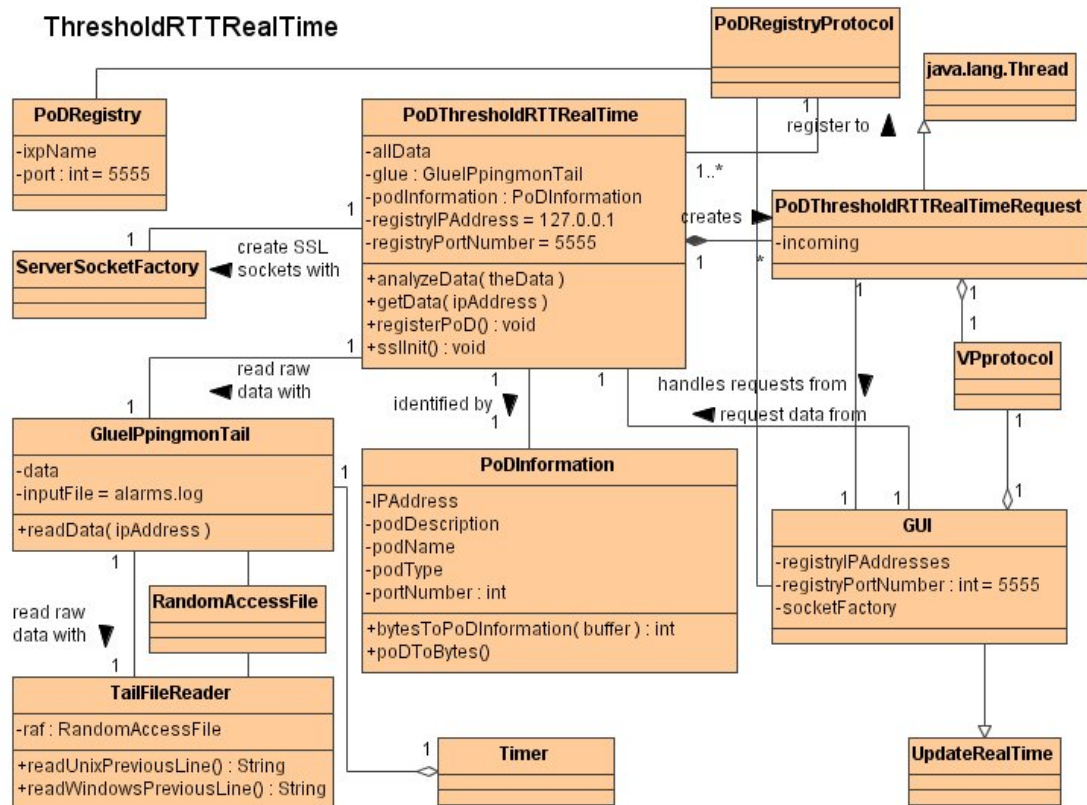 ThresholdRTTRealTime
PoDRegistryProtocol
java.lang.Thread
PoDRegistry
-ixpName
-port : int = 5555
PoDThresholdRTTRealTime
-allData
-glue : GlueIPpingmonTail
-podInformation : PoDInformation
-registryIPAddress = 127.0.0.1
-registryPortNumber = 5555
+analyzeData( theData )
+getData( ipAddress )
+registerPoD() : void
+sslInit() : void
1
register to
1..*
creates
PoDThresholdRTTRealTimeRequest
-incoming
1
*
1
1
create SSL
sockets with
ServerSocketFactory
1
1
1
VPprotocol
1
read raw
data with
1
1
identified by
1
1
handles requests from
request data from
1
GlueIPpingmonTail
-data
-inputFile = alarms.log
+readData( ipAddress )
1
PoDInformation
-IPAddress
-podDescription
-podName
-podType
-portNumber : int
+bytesToPoDInformation( buffer ) : int
+poDToBytes()
1
1
1
GUI
-registryIPAddresses
-registryPortNumber : int = 5555
-socketFactory
1
RandomAccessFile
read raw
data with
1
TailFileReader
-raf : RandomAccessFile
+readUnixPreviousLine() : String
+readWindowsPreviousLine() : String
1
Timer
UpdateRealTime